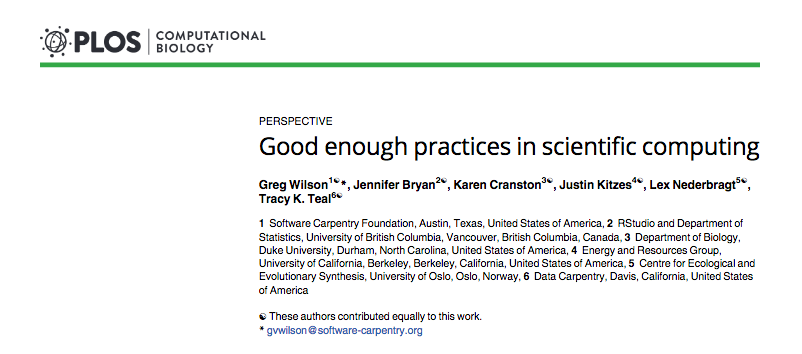 PLOS | COMPUTATIONAL BIOLOGY
PERSPECTIVE
Good enough practices in scientific computing
Greg Wilson1☯*, Jennifer Bryan2☯, Karen Cranston3☯, Justin Kitzes4☯, Lex Nederbragt5☯,
Tracy K. Teal6☯
1 Software Carpentry Foundation, Austin, Texas, United States of America, 2 RStudio and Department of
Statistics, University of British Columbia, Vancouver, British Columbia, Canada, 3 Department of Biology,
Duke University, Durham, North Carolina, United States of America, 4 Energy and Resources Group,
University of California, Berkeley, Berkeley, California, United States of America, 5 Centre for Ecological and
Evolutionary Synthesis, University of Oslo, Oslo, Norway, 6 Data Carpentry, Davis, California, United States
of America
☯ These authors contributed equally to this work.
* gvwilson@software-carpentry.org